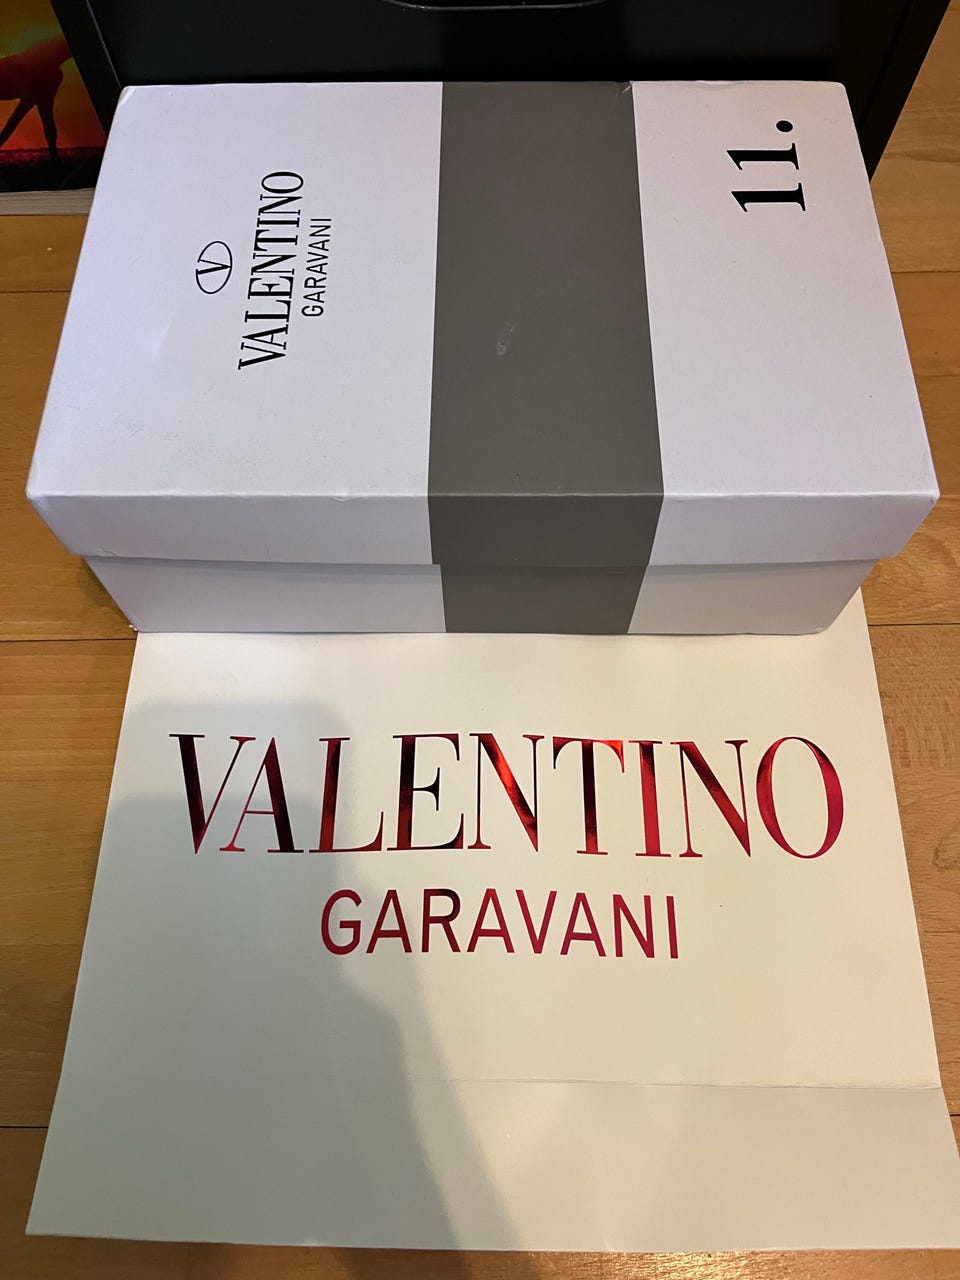 V
VALENTINO
GARAVANI
11.
VALENTINO
GARAVANI